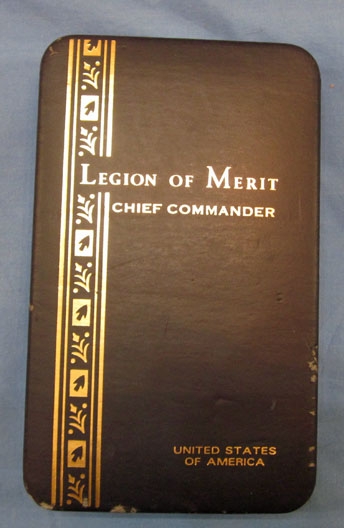 LEGION OF MERIT
CHIEF COMMANDER
UNITED STATES
OF AMERICA